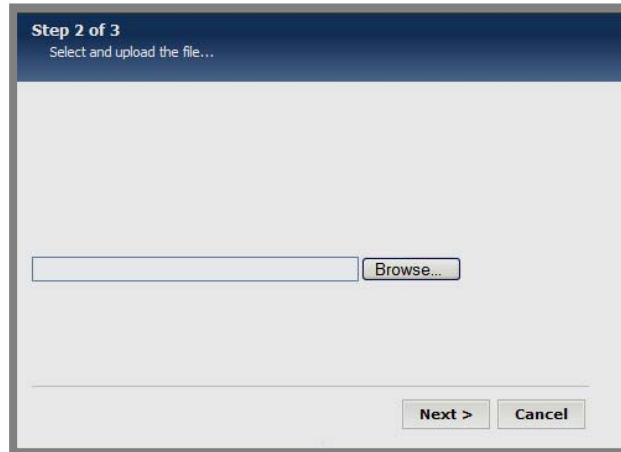 Step 2 of 3
Select and upload the file...
Browse...
Next > Cancel